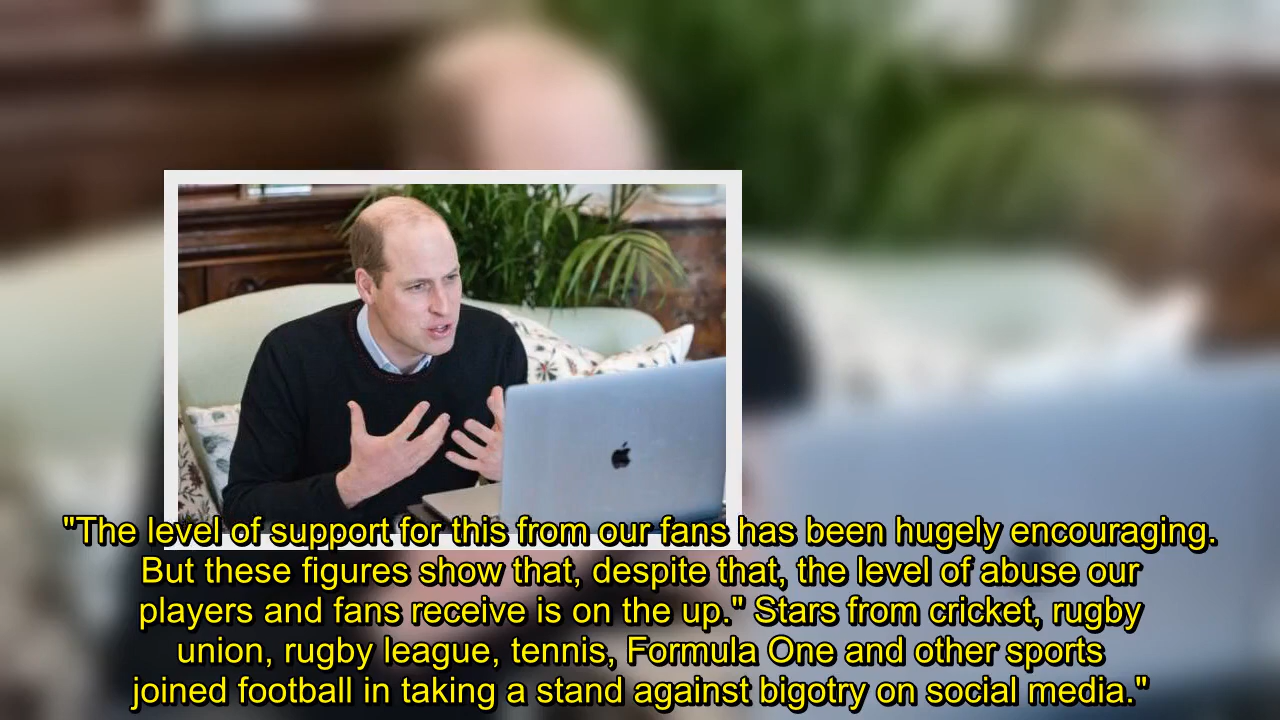 "The level of support for this from our fans has been hugely encouraging.
But these figures show that, despite that, the level of abuse our
players and fans receive is on the up." Stars from cricket, rugby
union, rugby league, tennis, Formula One and other sports
joined football in taking a stand against bigotry on social media."